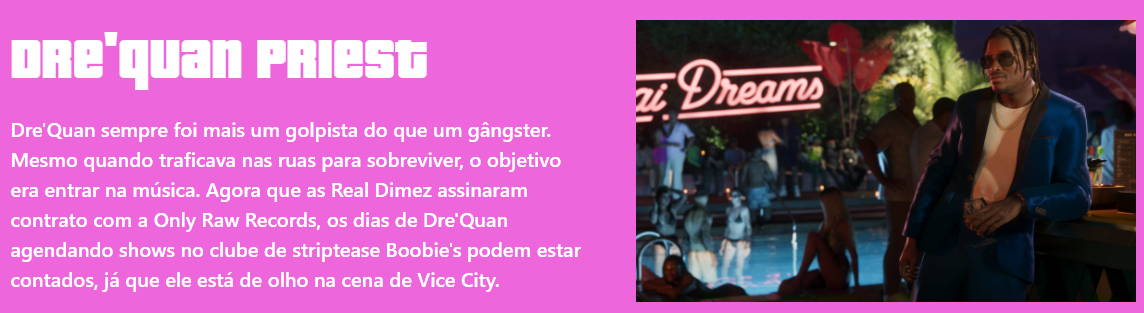 Dre'Quan Priest
Dre'Quan sempre foi mais um golpista do que um gângster.
Mesmo quando traficava nas ruas para sobreviver, o objetivo
era entrar na música. Agora que as Real Dimez assinaram
contrato com a Only Raw Records, os dias de Dre'Quan
agendando shows no clube de striptease Boobie's podem estar
contados, já que ele está de olho na cena de Vice City.
ai Dreams